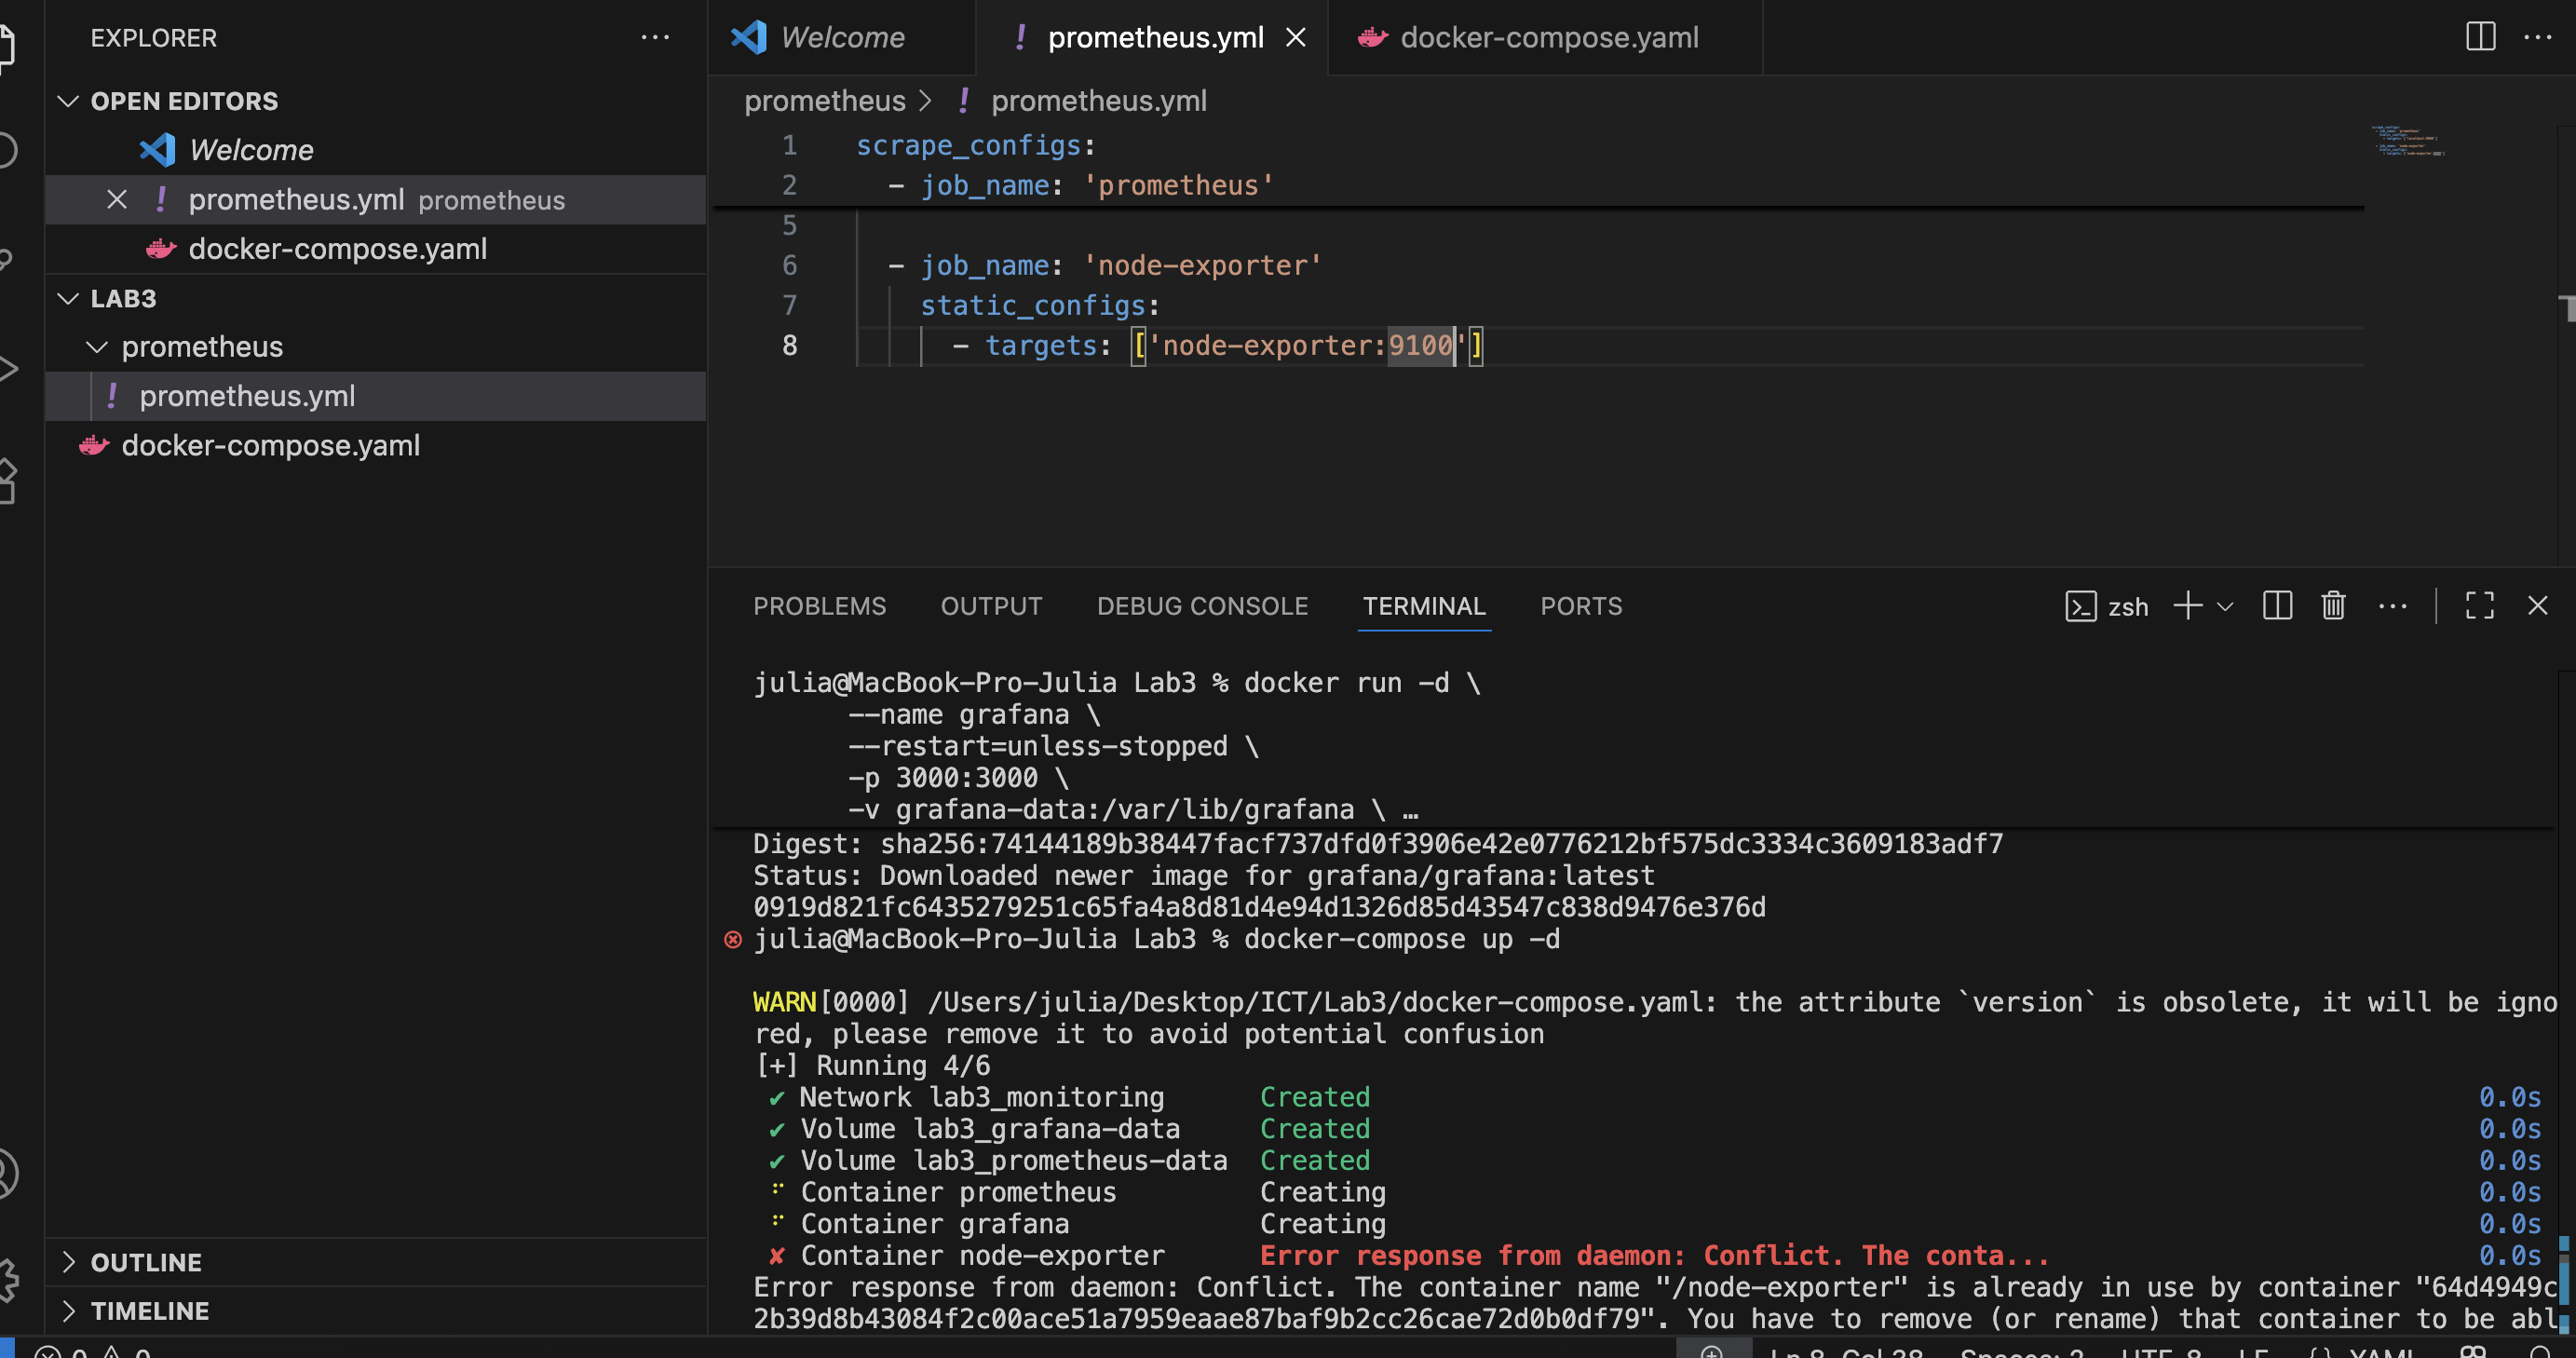 EXPLORER
OPEN EDITORS
Welcome
prometheus.yml prometheus
docker-compose.yaml
LAB3
prometheus
prometheus.yml
docker-compose.yaml
OUTLINE
TIMELINE
Welcome
prometheus.yml
docker-compose.yaml
prometheus > prometheus.yml
1 scrape_configs:
2 - job_name: 'prometheus'
5
6 - job_name: 'node-exporter'
7 static_configs:
8 - targets: ['node-exporter:9100']
PROBLEMS OUTPUT DEBUG CONSOLE TERMINAL PORTS
zsh
julia@MacBook-Pro-Julia Lab3 % docker run -d \
--name grafana \
--restart=unless-stopped \
-p 3000:3000 \
-v grafana-data:/var/lib/grafana \ …
Digest: sha256:74144189b38447facf737dfd0f3906e42e0776212bf575dc3334c3609183adf7
Status: Downloaded newer image for grafana/grafana:latest
0919d821fc6435279251c65fa4a8d81d4e94d1326d85d43547c838d9476e376d
julia@MacBook-Pro-Julia Lab3 % docker-compose up -d
WARN[0000] /Users/julia/Desktop/ICT/Lab3/docker-compose.yaml: the attribute `version` is obsolete, it will be igno
red, please remove it to avoid potential confusion
[+] Running 4/6
✔ Network lab3_monitoring Created 0.0s
✔ Volume lab3_grafana-data Created 0.0s
✔ Volume lab3_prometheus-data Created 0.0s
Container prometheus Creating 0.0s
Container grafana Creating 0.0s
✘ Container node-exporter Error response from daemon: Conflict. The conta... 0.0s
Error response from daemon: Conflict. The container name "/node-exporter" is already in use by container "64d4949c
2b39d8b43084f2c00ace51a7959eaae87baf9b2cc26cae72d0b0df79". You have to remove (or rename) that container to be abl
0 0 Ln 8, Col 38 Spaces: 2 UTF-8 LF {} YAML